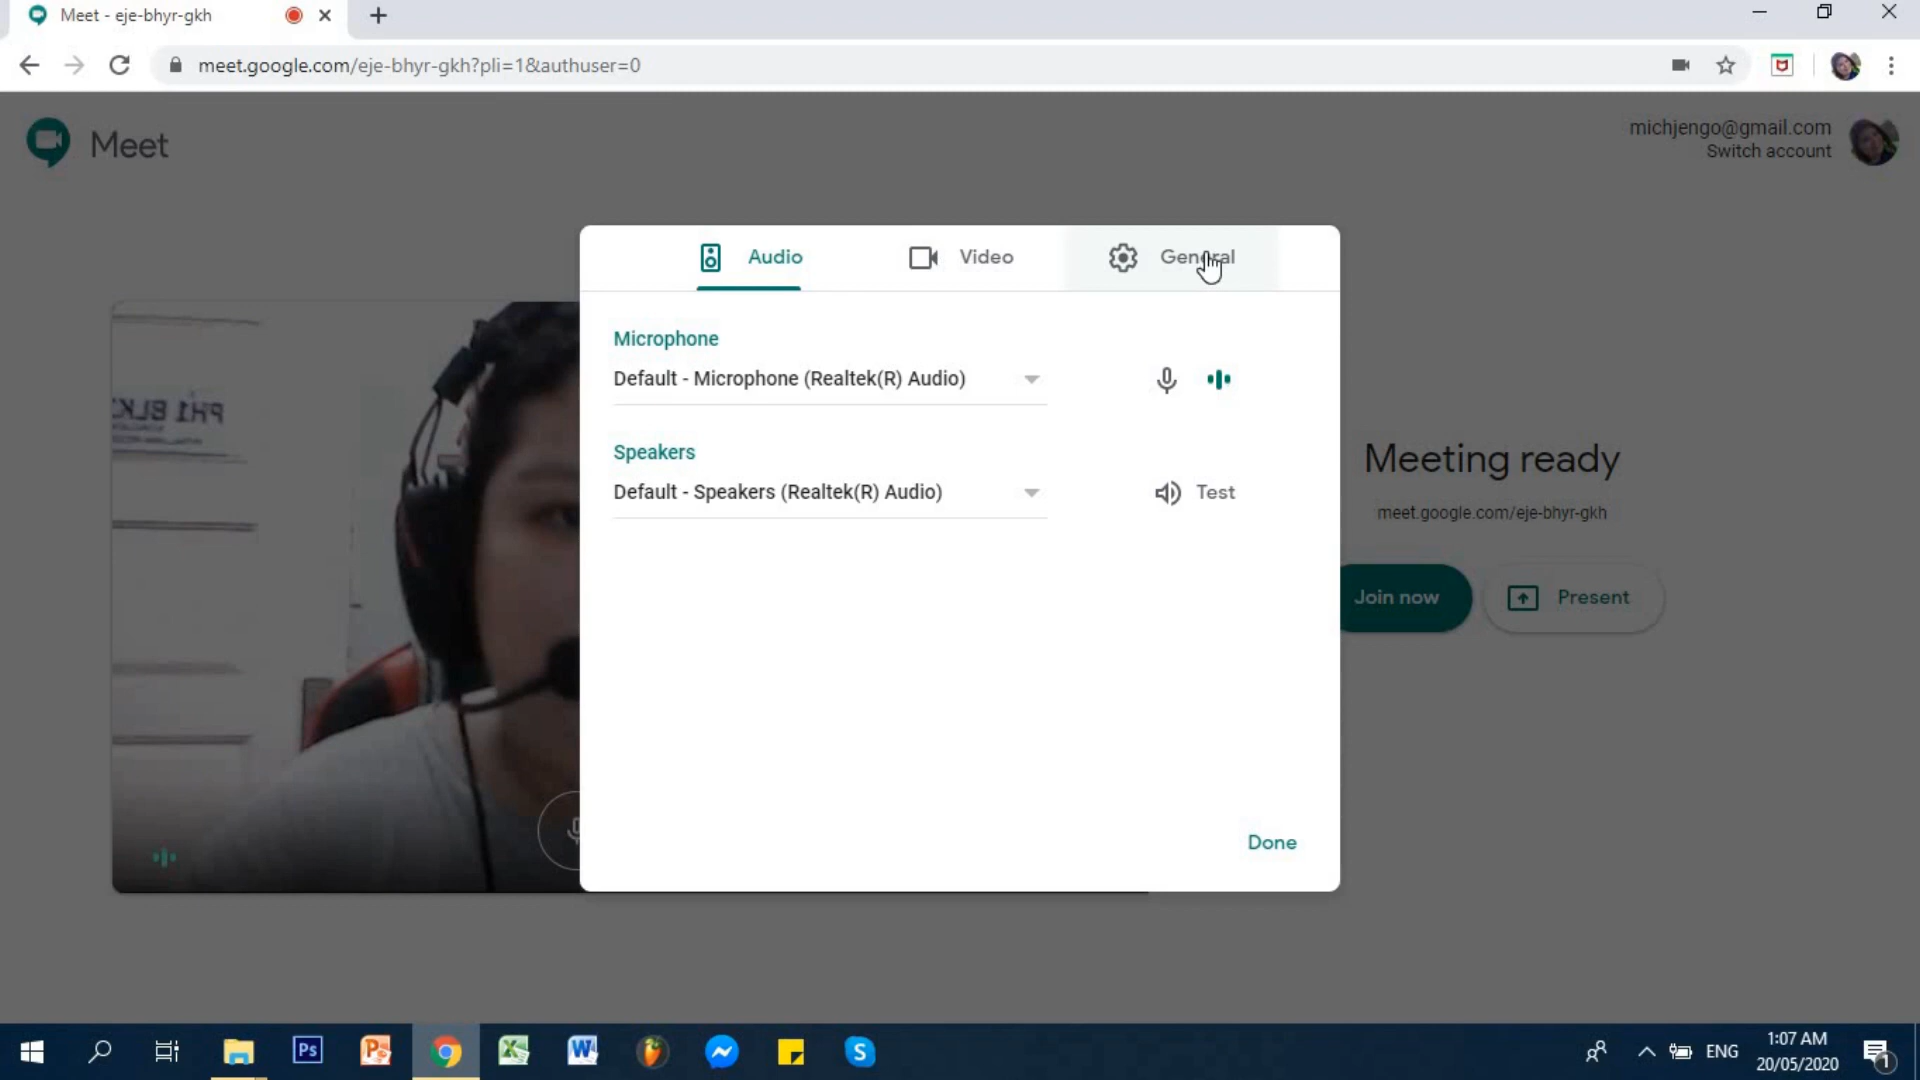 Meet - eje-bhyr-gkh
meet.google.com/eje-bhyr-gkh?pli=1&authuser=0
Meet
michjengo@gmail.com
Switch account
Audio
Video
General
Microphone
Default - Microphone (Realtek(R) Audio)
Speakers
Default - Speakers (Realtek(R) Audio)
Test
Done
Meeting ready
meet.google.com/eje-bhyr-gkh
Join now
Present
Ps
ENG
1:07 AM
20/05/2020
1